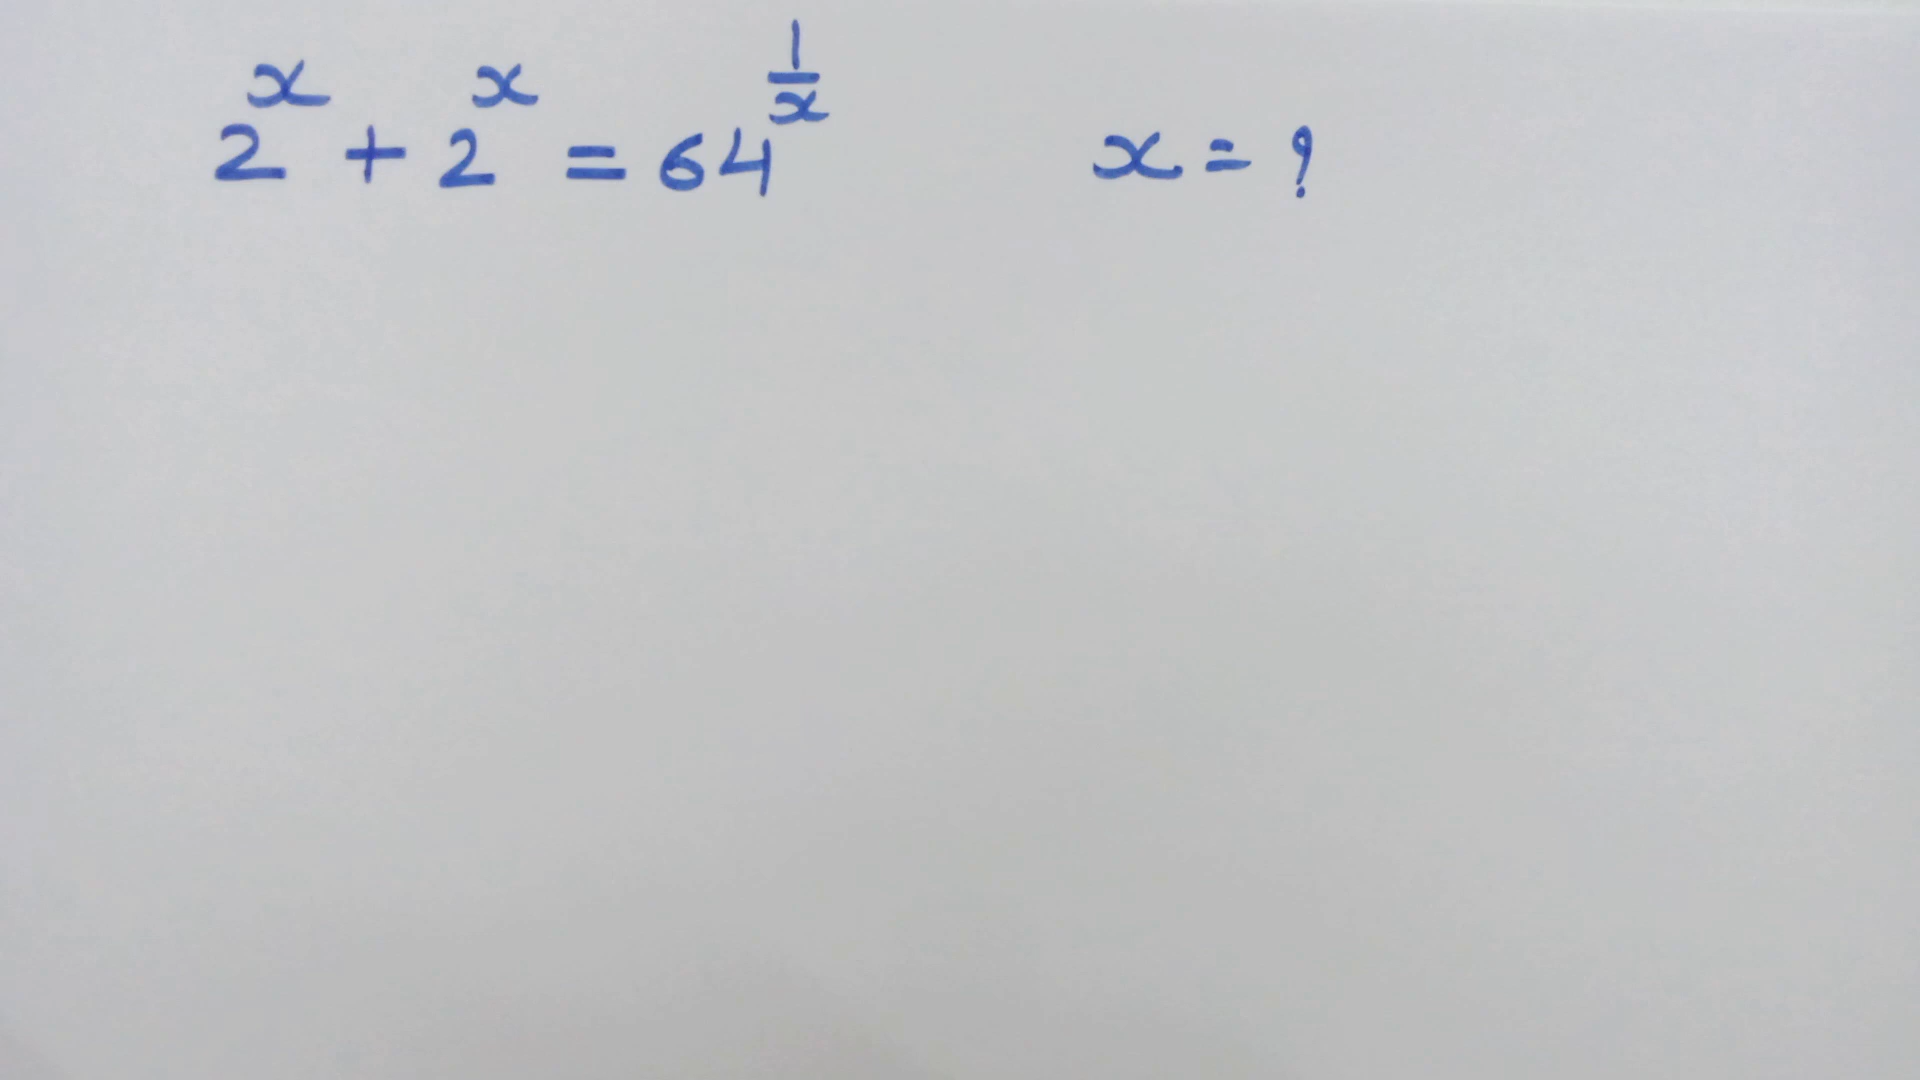 2^x + 2^x = 64^(1/x) x = ?